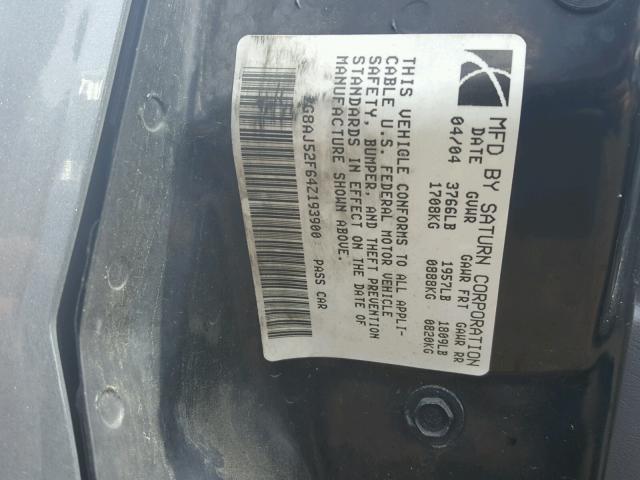 MFD BY SATURN CORPORATION
DATE GVWR GAWR FRT GAWR RR
04/04 3766LB 1957LB 1809LB
1708KG 0888KG 0820KG
THIS VEHICLE CONFORMS TO ALL APPLI-
CABLE U.S. FEDERAL MOTOR VEHICLE
SAFETY, BUMPER, AND THEFT PREVENTION
STANDARDS IN EFFECT ON THE DATE OF
MANUFACTURE SHOWN ABOVE.
G8AJ52F64Z193900 PASS CAR